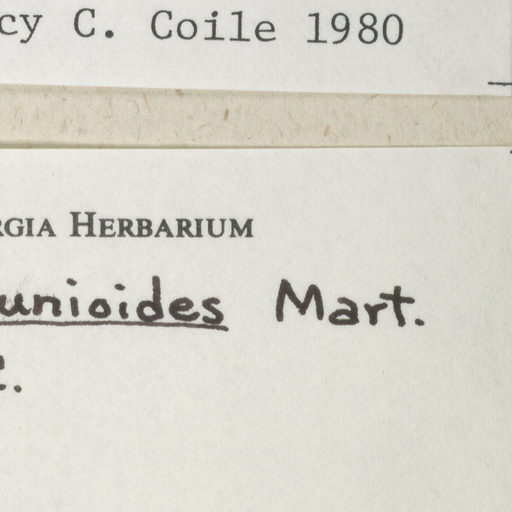 cy C. Coile 1980
RGIA HERBARIUM
unioides Mart.